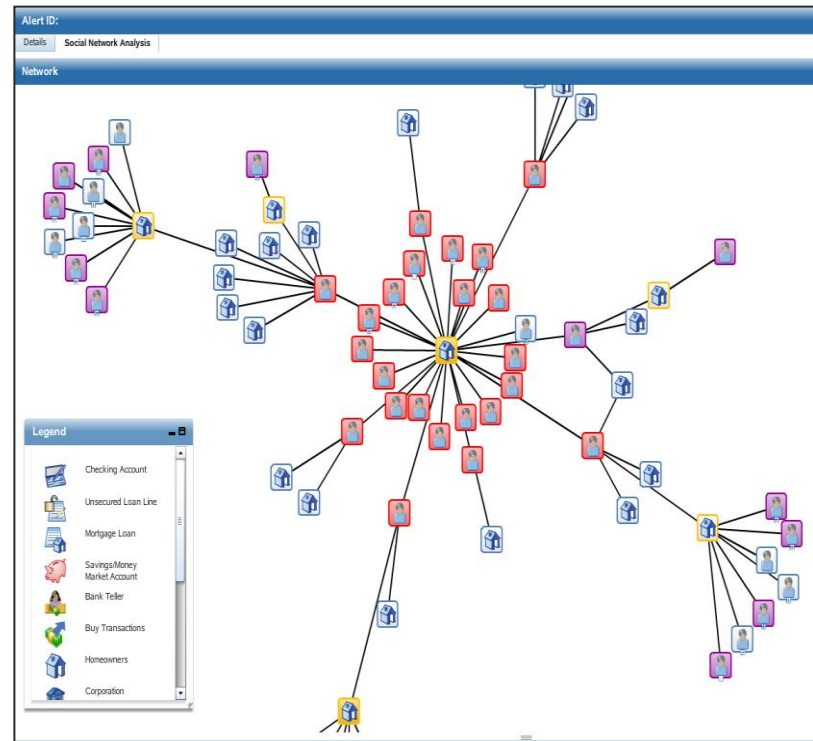 Alert ID:
Details
Social Network Analysis
Network
Legend
Checking Account
Unsecured Loan Line
Mortgage Loan
Savings/Money
Market Account
Bank Teller
Buy Transactions
Homeowners
Corporation